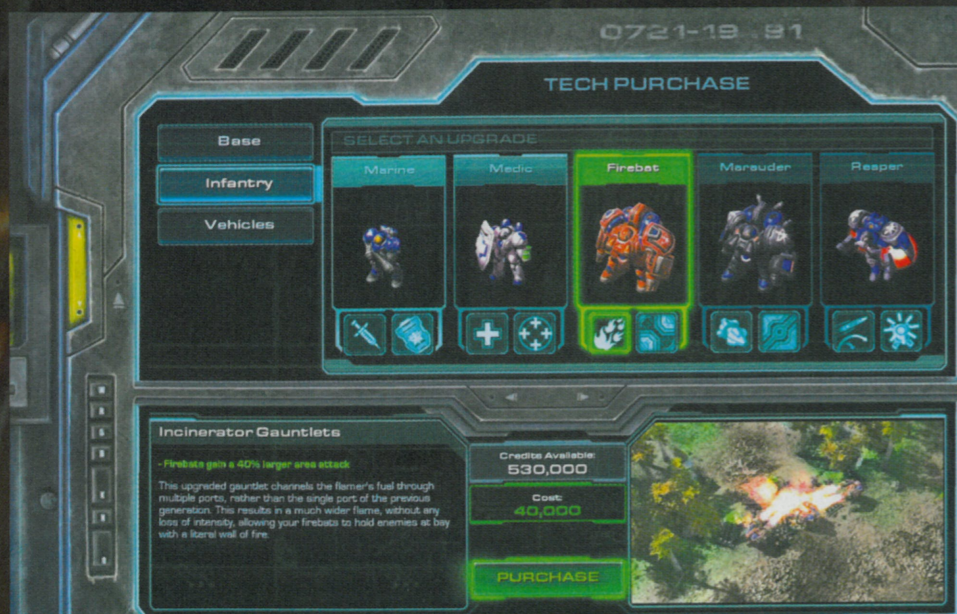 0721-19 .91
TECH PURCHASE
Base
Infantry
Vehicles
SELECT AN UPGRADE
Marine
Medic
Firebat
Marauder
Reaper
Incinerator Gauntlets
- Firebats gain a 40% larger area attack
This upgraded gauntlet channels the flamer's fuel through
multiple ports, rather than the single port of the previous
generation. This results in a much wider flame, without any
loss of intensity, allowing your firebats to hold enemies at bay
with a literal wall of fire.
Credits Available:
530,000
Cost:
40,000
PURCHASE